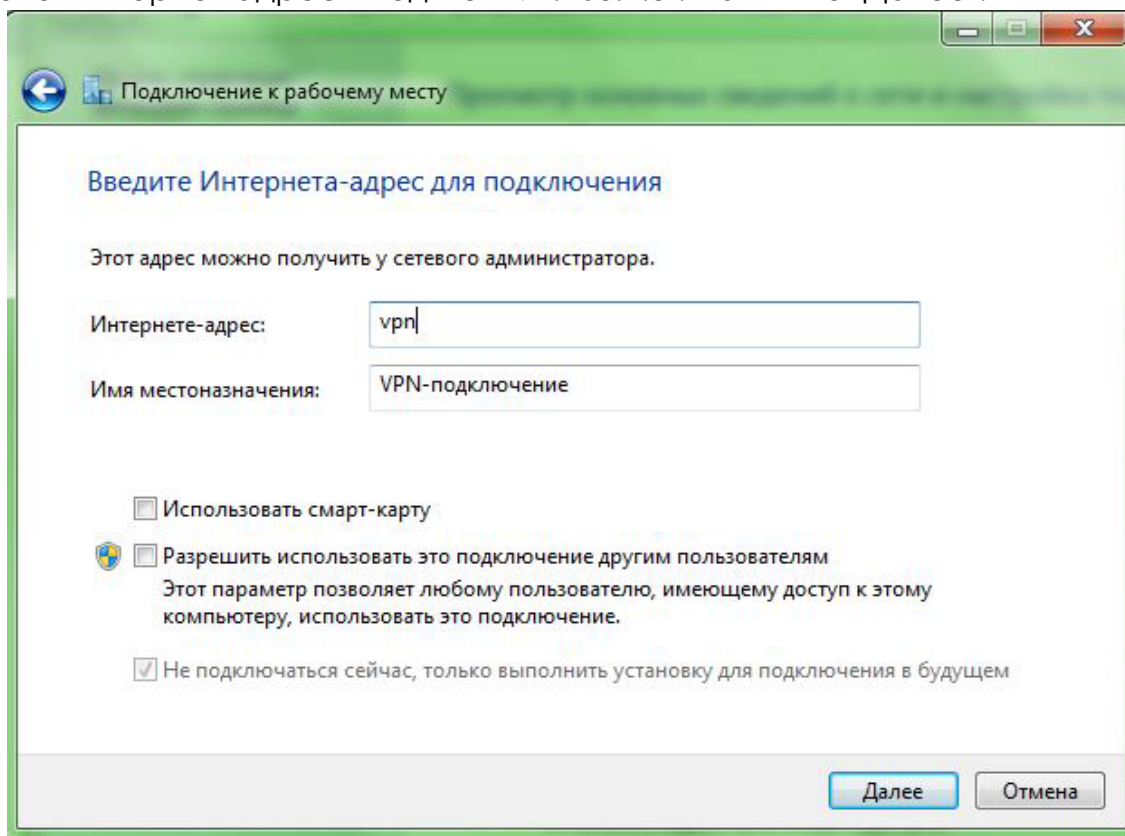 Подключение к рабочему месту
Введите Интернета-адрес для подключения
Этот адрес можно получить у сетевого администратора.
Интернете-адрес: vpn
Имя местоназначения: VPN-подключение
Использовать смарт-карту
Разрешить использовать это подключение другим пользователям
Этот параметр позволяет любому пользователю, имеющему доступ к этому
компьютеру, использовать это подключение.
Не подключаться сейчас, только выполнить установку для подключения в будущем
Далее Отмена